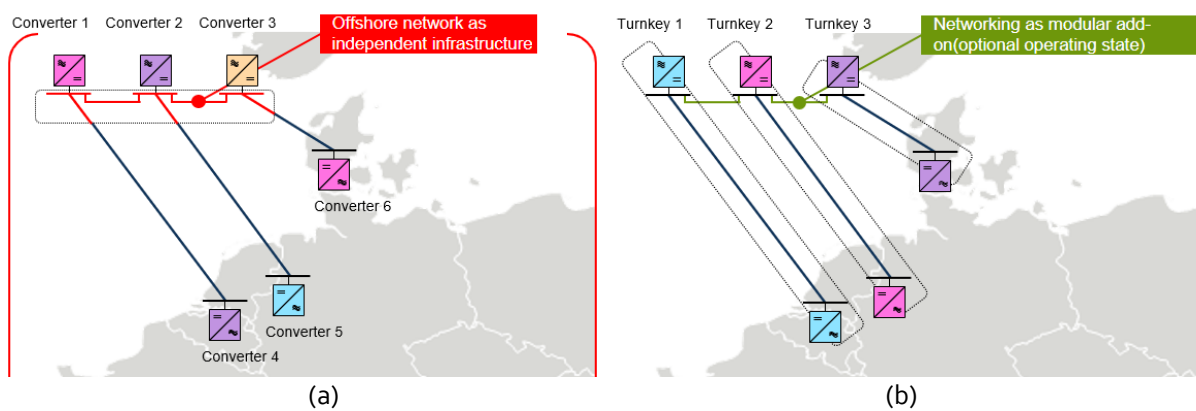 Converter 1 Converter 2 Converter 3
Offshore network as
independent infrastructure
Converter 6
Converter 5
Converter 4
(a)
Turnkey 1 Turnkey 2 Turnkey 3
Networking as modular add-
on(optional operating state)
(b)